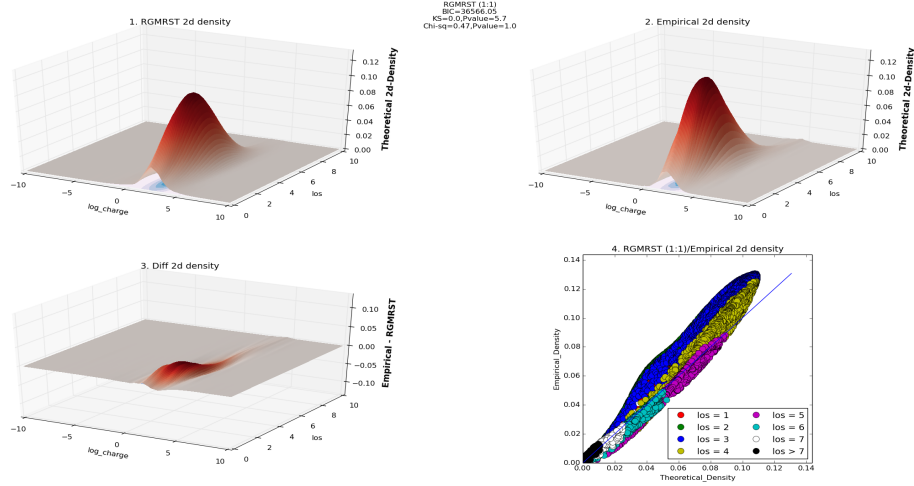 RGMRST (1:1)
BIC=36566.05
KS=0.0,Pvalue=5.7
Chi-sq=0.47,Pvalue=1.0
1. RGMRST 2d density
0.12
0.10
0.08
0.06
0.04
0.02
0.00
Theoretical 2d-Density
−10
−5
0
5
10
log_charge
0
2
4
6
8
10
los
2. Empirical 2d density
0.12
0.10
0.08
0.06
0.04
0.02
0.00
Theoretical 2d-Density
−10
−5
0
5
10
log_charge
0
2
4
6
8
10
los
3. Diff 2d density
0.10
0.05
0.00
−0.05
−0.10
Empirical - RGMRST
−10
−5
0
5
10
log_charge
0
2
4
6
8
10
los
4. RGMRST (1:1)/Empirical 2d density
0.14
0.12
0.10
0.08
0.06
0.04
0.02
0.00
Empirical_Density
los = 1
los = 2
los = 3
los = 4
los = 5
los = 6
los = 7
los > 7
0.00
0.02
0.04
0.06
0.08
0.10
0.12
0.14
Theoretical_Density